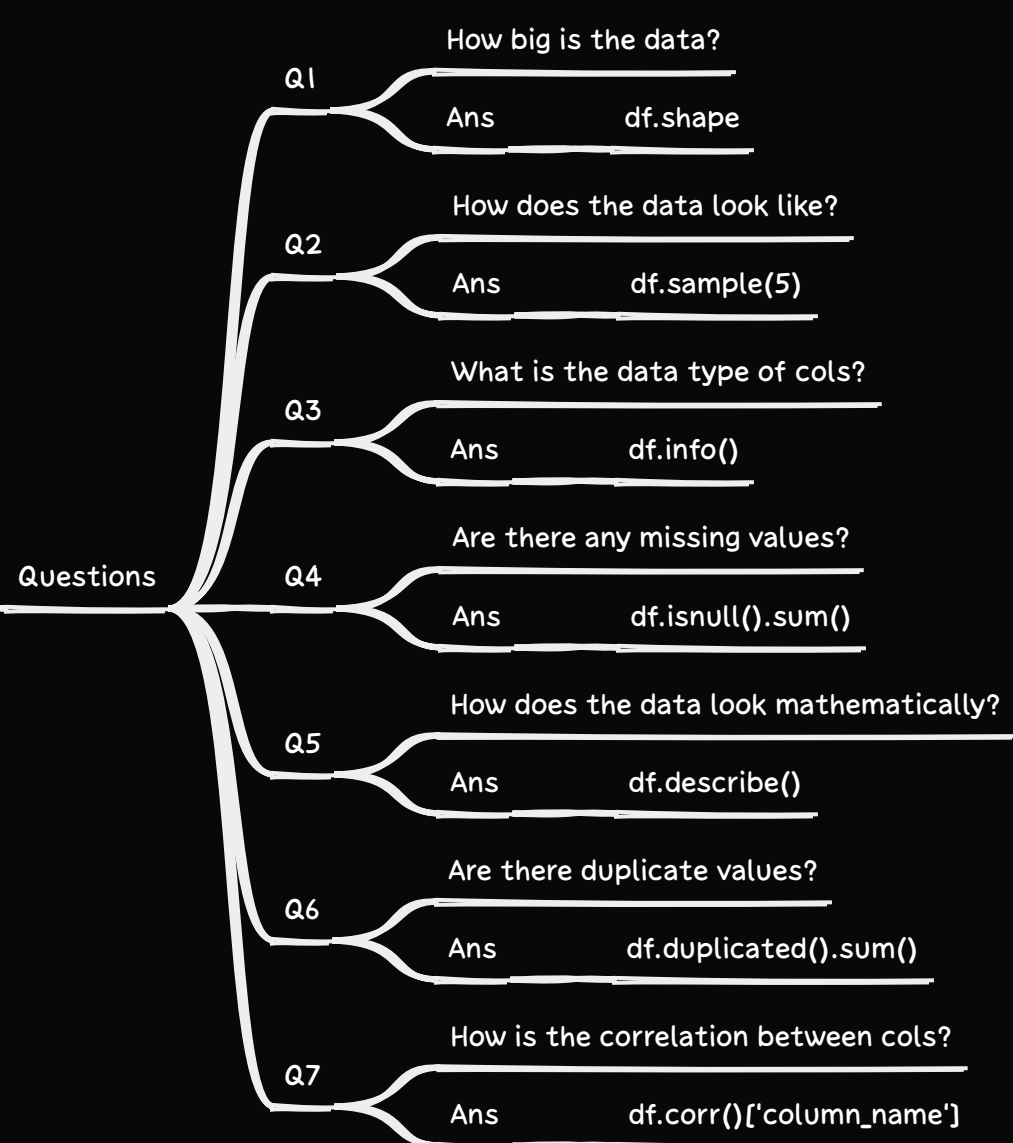 Questions
Q1
How big is the data?
Ans df.shape
Q2
How does the data look like?
Ans df.sample(5)
Q3
What is the data type of cols?
Ans df.info()
Q4
Are there any missing values?
Ans df.isnull().sum()
Q5
How does the data look mathematically?
Ans df.describe()
Q6
Are there duplicate values?
Ans df.duplicated().sum()
Q7
How is the correlation between cols?
Ans df.corr()['column_name']